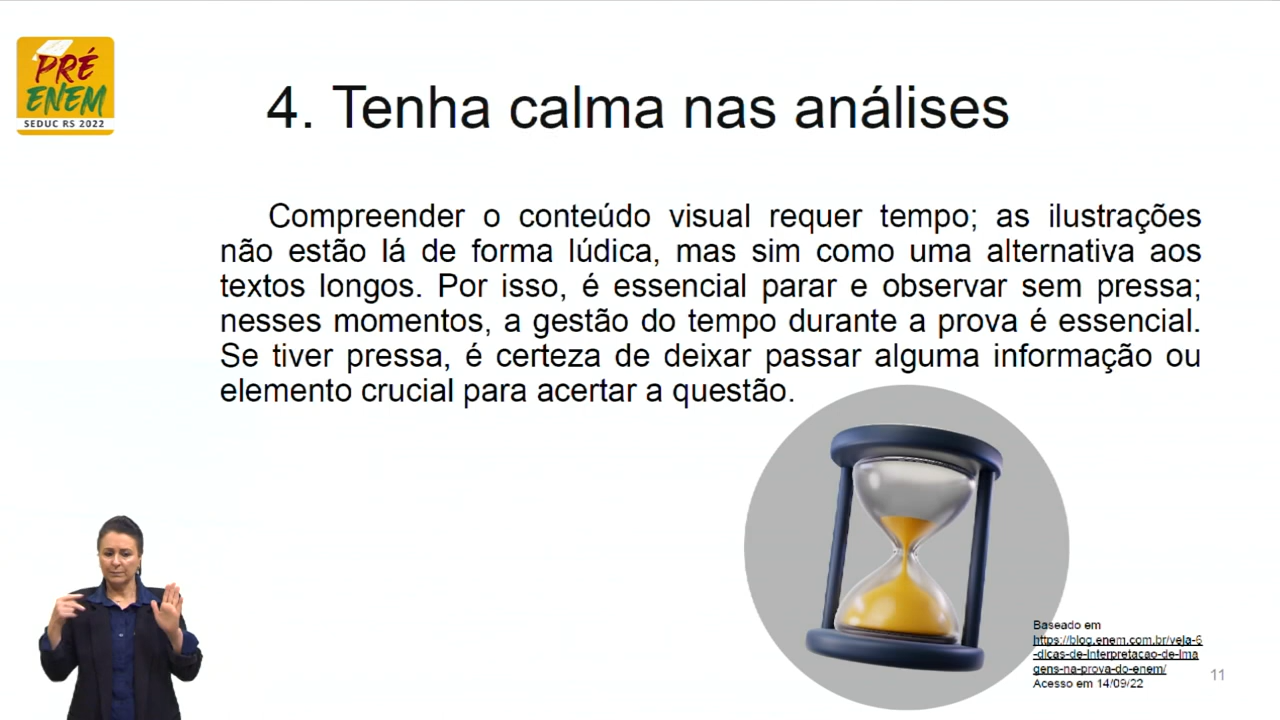 PRÉ
ENEM
SEDUC RS 2022
4. Tenha calma nas análises
Compreender o conteúdo visual requer tempo; as ilustrações
não estão lá de forma lúdica, mas sim como uma alternativa aos
textos longos. Por isso, é essencial parar e observar sem pressa;
nesses momentos, a gestão do tempo durante a prova é essencial.
Se tiver pressa, é certeza de deixar passar alguma informação ou
elemento crucial para acertar a questão.
Baseado em
https://blog.enem.com.br/veja-6
-dicas-de-interpretacao-de-ima
gens-na-prova-do-enem/
Acesso em 14/09/22
11